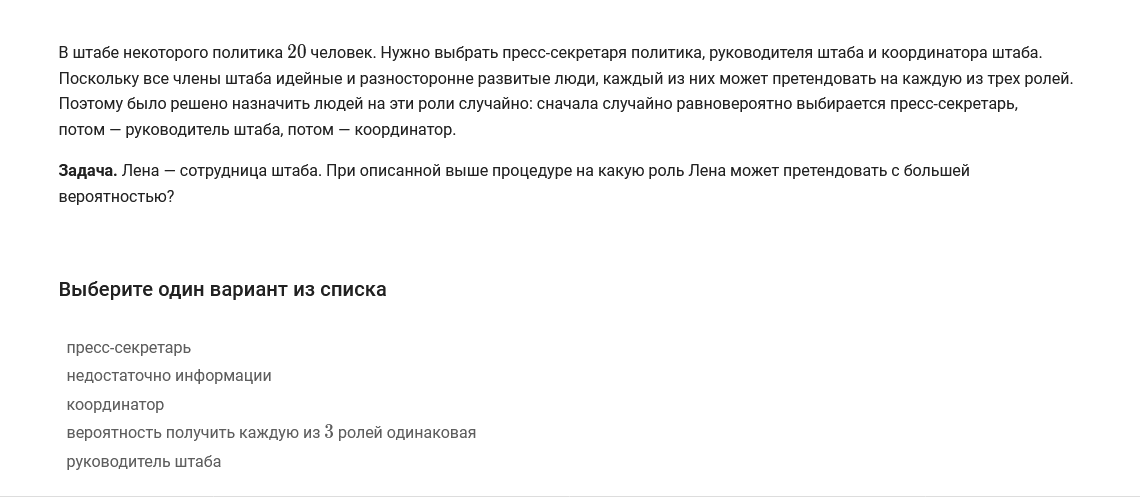 В штабе некоторого политика 20 человек. Нужно выбрать пресс-секретаря политика, руководителя штаба и координатора штаба.
Поскольку все члены штаба идейные и разносторонне развитые люди, каждый из них может претендовать на каждую из трех ролей.
Поэтому было решено назначить людей на эти роли случайно: сначала случайно равновероятно выбирается пресс-секретарь,
потом — руководитель штаба, потом — координатор.
Задача. Лена — сотрудница штаба. При описанной выше процедуре на какую роль Лена может претендовать с большей
вероятностью?
Выберите один вариант из списка
пресс-секретарь
недостаточно информации
координатор
вероятность получить каждую из 3 ролей одинаковая
руководитель штаба